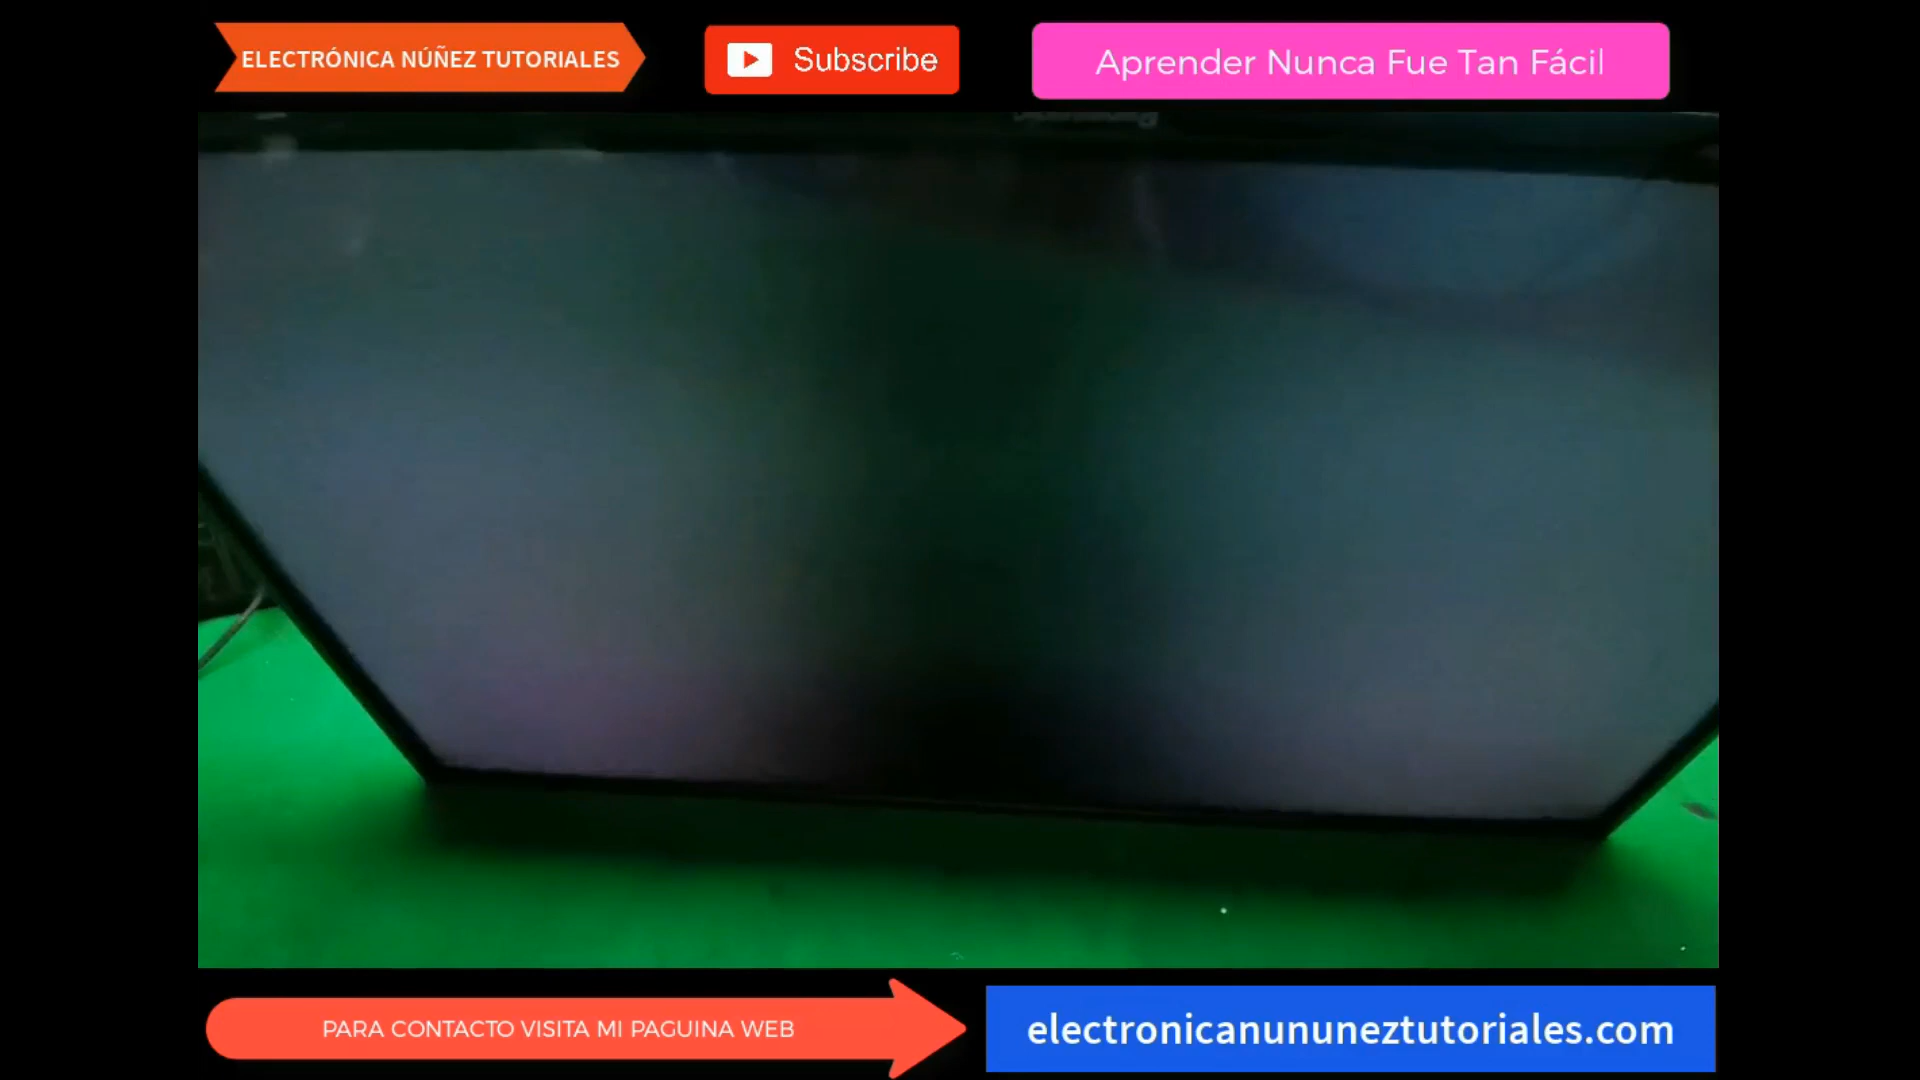 ELECTRÓNICA NÚÑEZ TUTORIALES
Subscribe
Aprender Nunca Fue Tan Fácil
PARA CONTACTO VISITA MI PAGUINA WEB
electronicanununeztutoriales.com